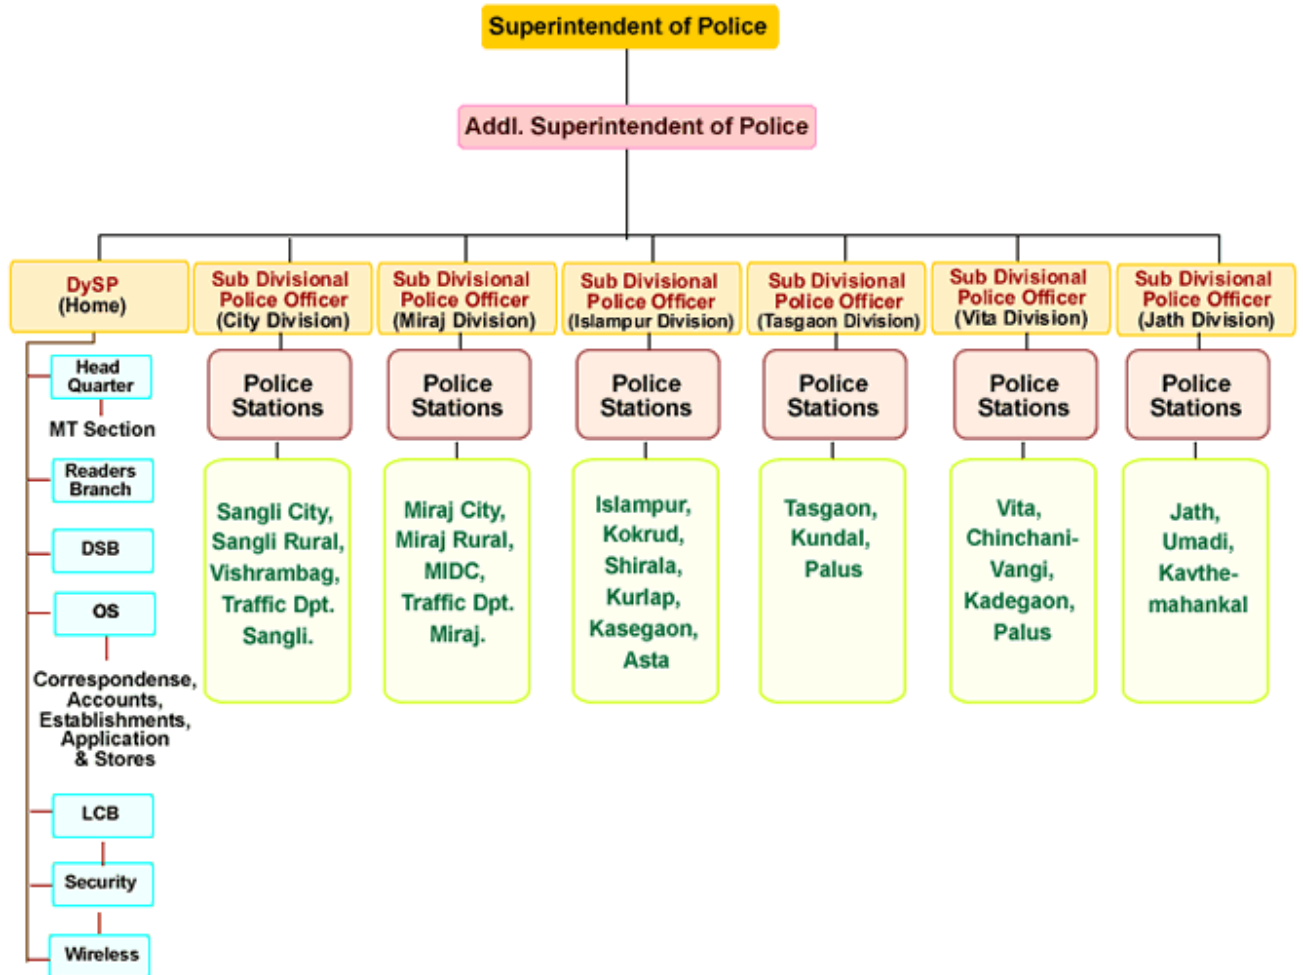 Superintendent of Police
Addl. Superintendent of Police
DySP
(Home)
Head
Quarter
MT Section
Readers
Branch
DSB
OS
Correspondense,
Accounts,
Establishments,
Application
& Stores
LCB
Security
Wireless
Sub Divisional
Police Officer
(City Division)
Police
Stations
Sangli City,
Sangli Rural,
Vishrambag,
Traffic Dpt.
Sangli.
Sub Divisional
Police Officer
(Miraj Division)
Police
Stations
Miraj City,
Miraj Rural,
MIDC,
Traffic Dpt.
Miraj.
Sub Divisional
Police Officer
(Islampur Division)
Police
Stations
Islampur,
Kokrud,
Shirala,
Kurlap,
Kasegaon,
Asta
Sub Divisional
Police Officer
(Tasgaon Division)
Police
Stations
Tasgaon,
Kundal,
Palus
Sub Divisional
Police Officer
(Vita Division)
Police
Stations
Vita,
Chinchani-
Vangi,
Kadegaon,
Palus
Sub Divisional
Police Officer
(Jath Division)
Police
Stations
Jath,
Umadi,
Kavthe-
mahankal